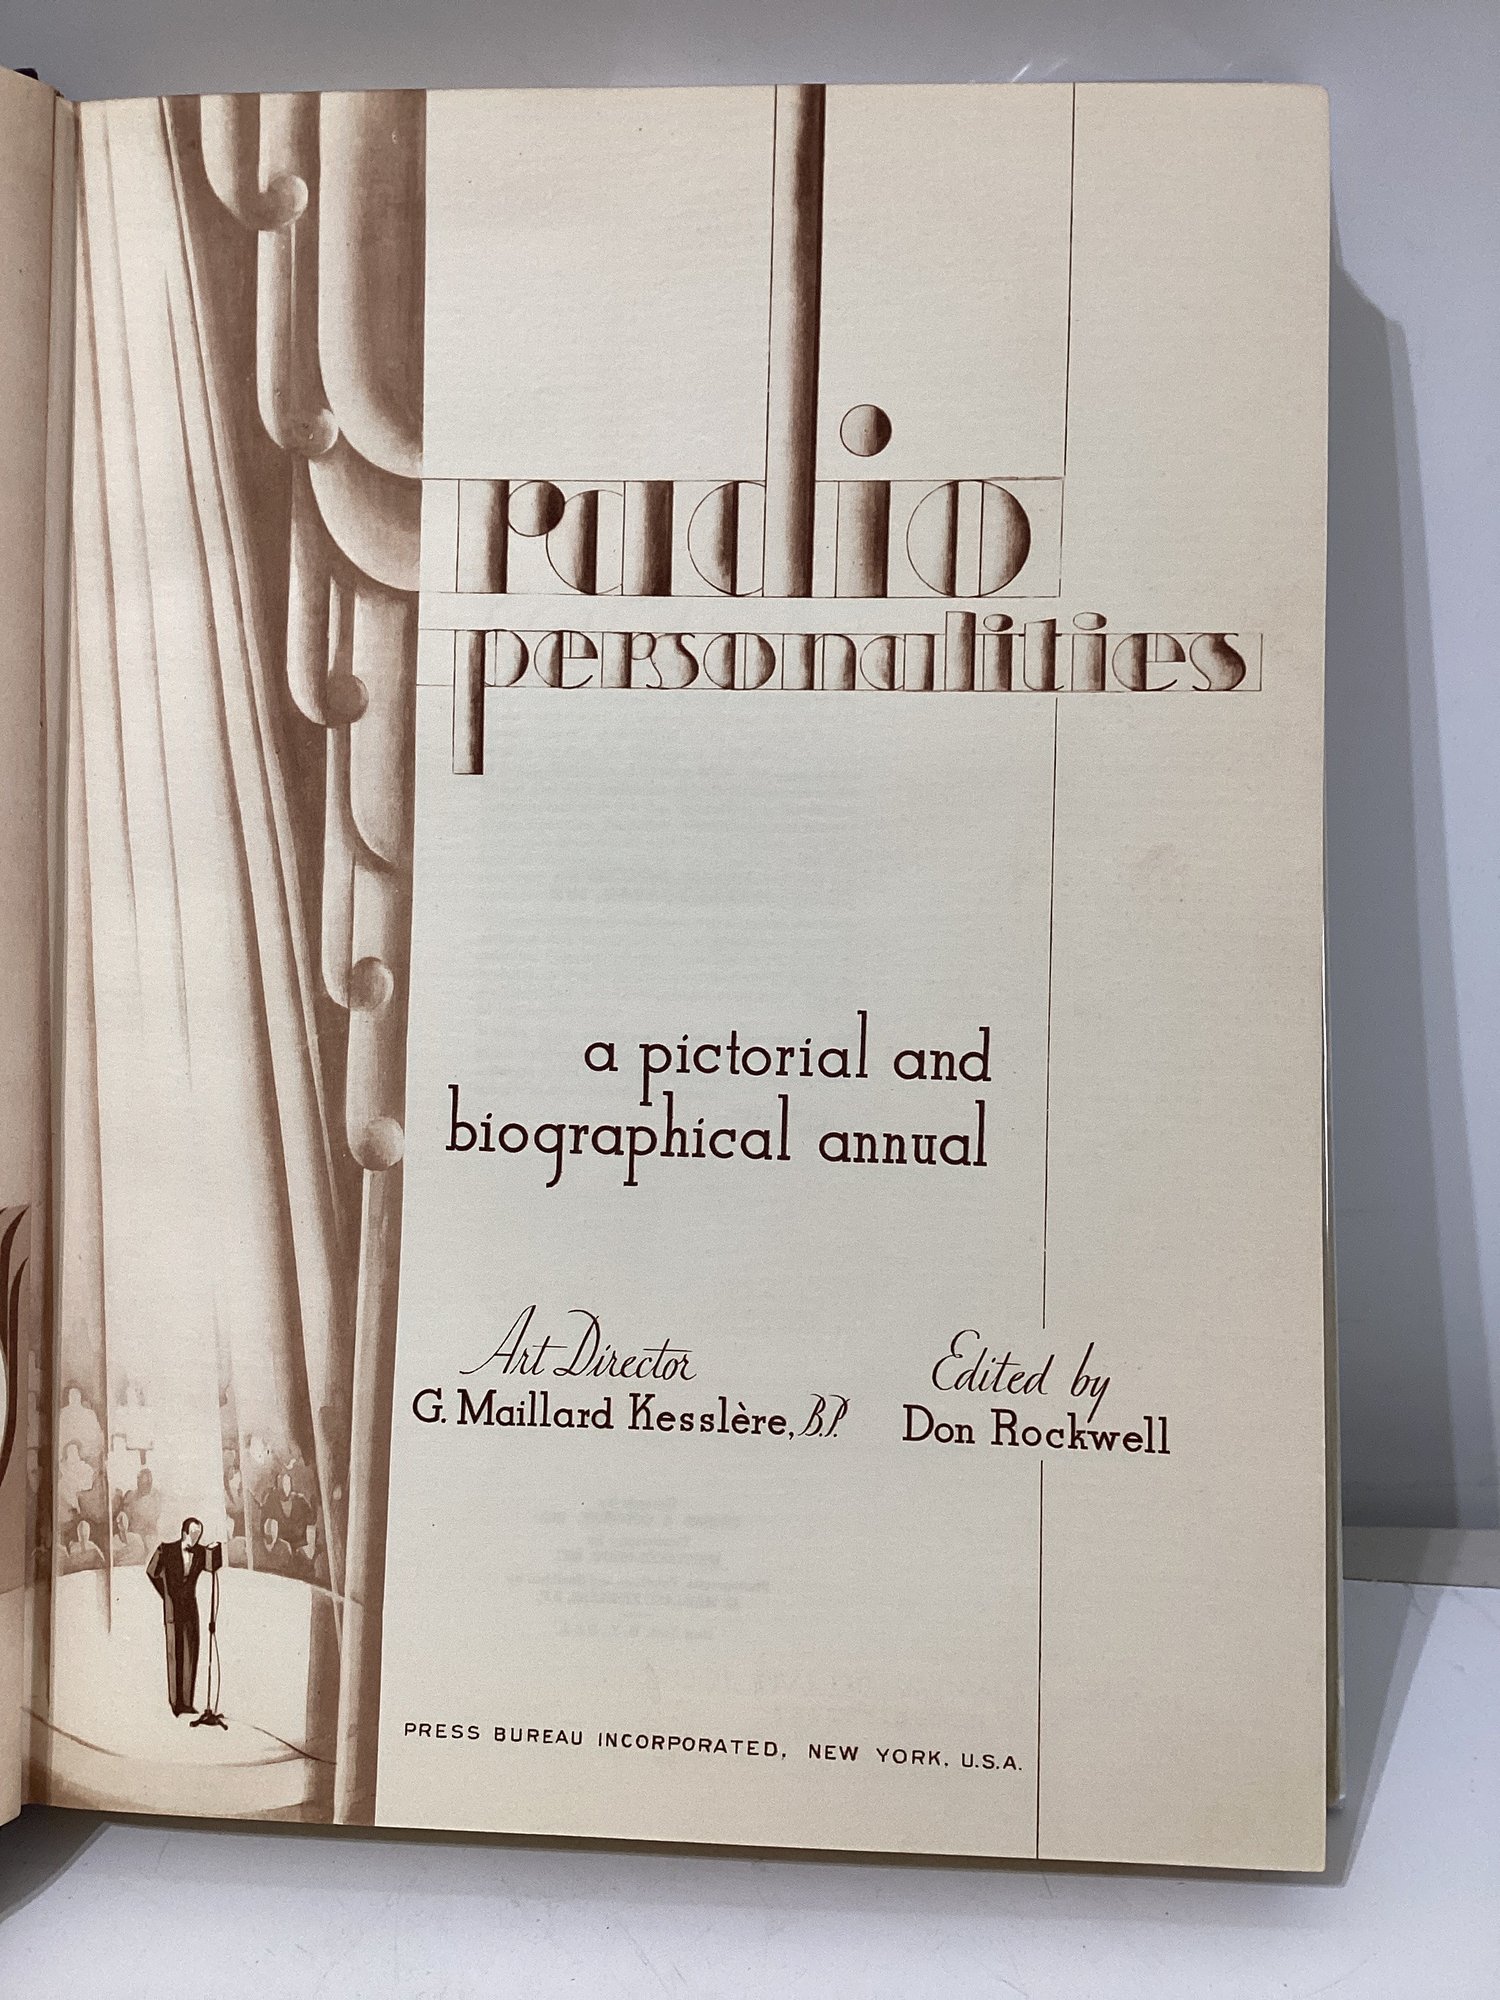 radio
personalities
a pictorial and
biographical annual
Art Director
G. Maillard Kesslère, B.P.
Edited by
Don Rockwell
PRESS BUREAU INCORPORATED, NEW YORK, U.S.A.